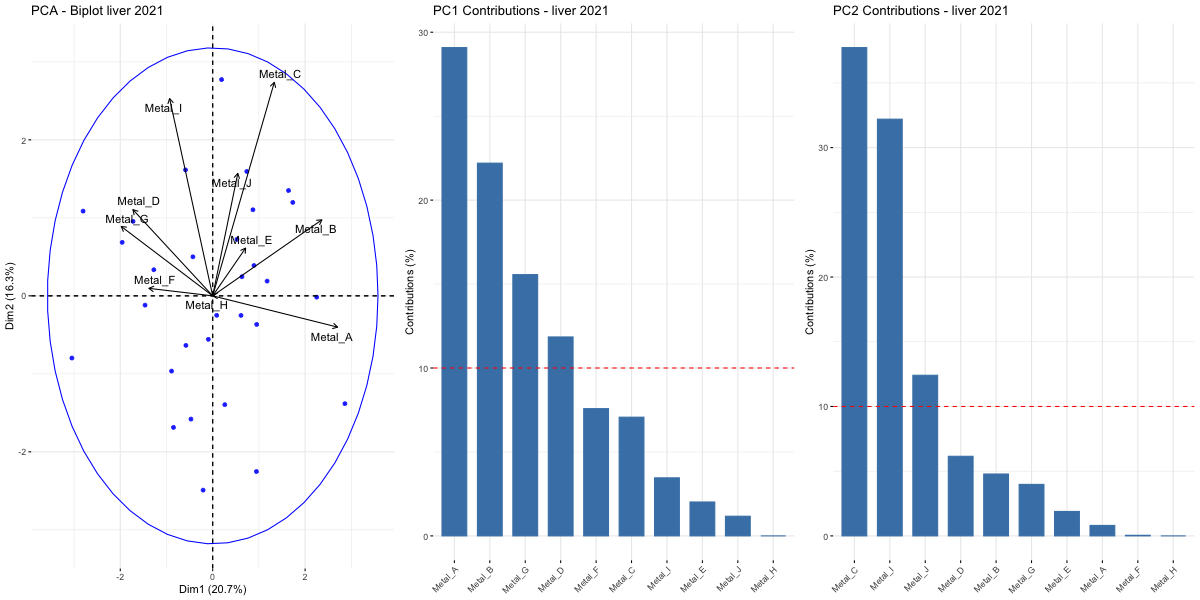 PCA - Biplot liver 2021
Metal_C
Metal_I
Metal_J
Metal_D
Metal_G
Metal_B
Metal_E
Metal_F
Metal_H
Metal_A
2
0
-2
-2
0
2
Dim1 (20.7%)
Dim2 (16.3%)
PC1 Contributions - liver 2021
Contributions (%)
30
20
10
0
Metal_A
Metal_B
Metal_G
Metal_D
Metal_F
Metal_C
Metal_I
Metal_E
Metal_J
Metal_H
PC2 Contributions - liver 2021
Contributions (%)
30
20
10
0
Metal_C
Metal_I
Metal_J
Metal_D
Metal_B
Metal_G
Metal_E
Metal_A
Metal_F
Metal_H